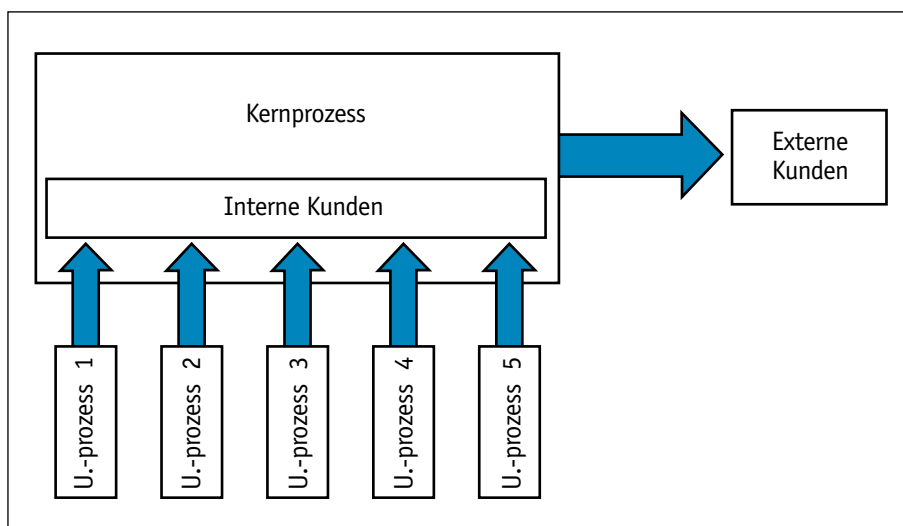 Kernprozess
Externe
Kunden
Interne Kunden
U.-prozess 1
U.-prozess 2
U.-prozess 3
U.-prozess 4
U.-prozess 5